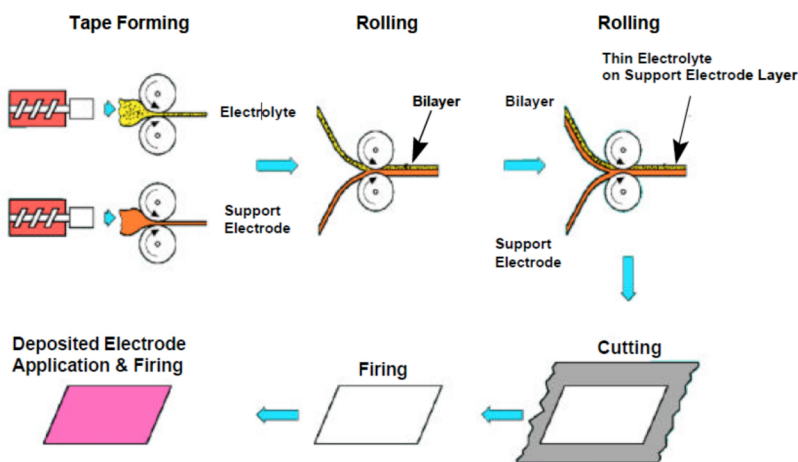 Tape Forming
Rolling
Rolling
Thin Electrolyte
on Support Electrode Layer
Electrolyte
Bilayer
Bilayer
Support
Electrode
Support
Electrode
Deposited Electrode
Application & Firing
Firing
Cutting